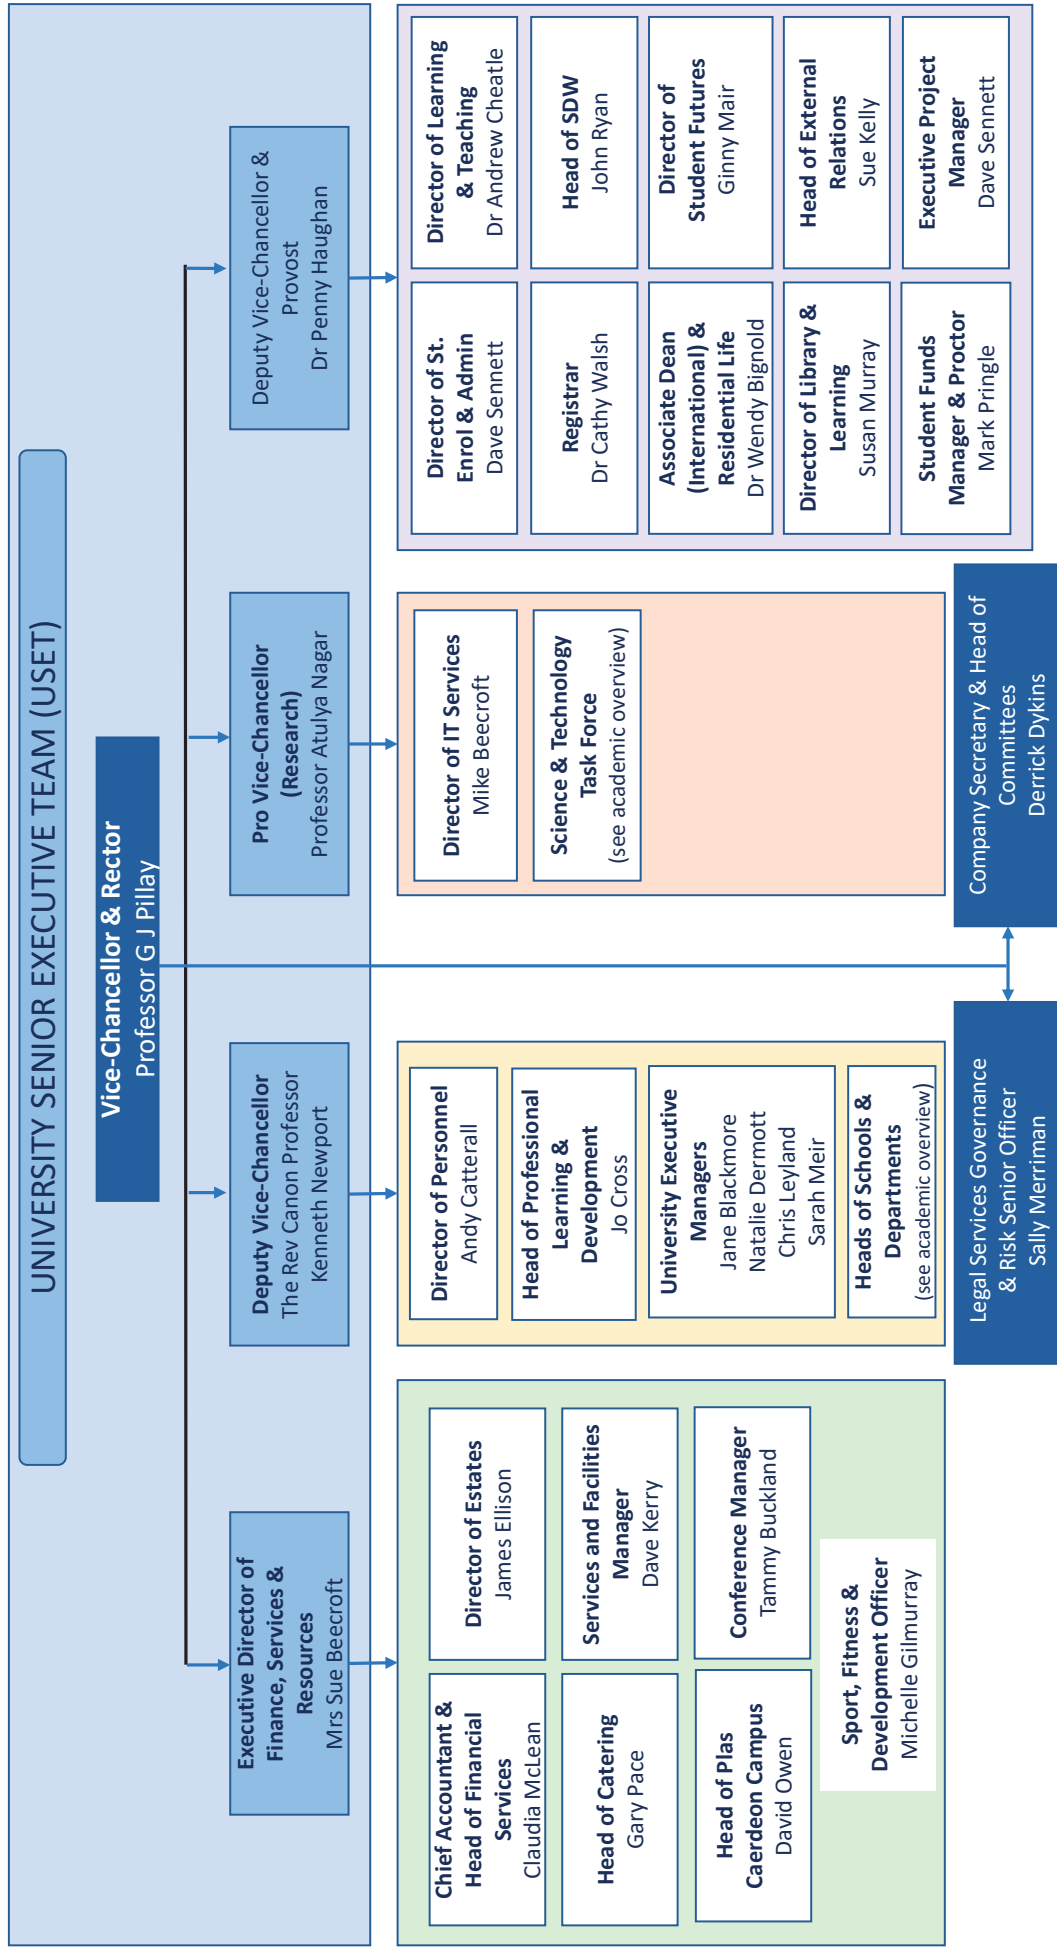 UNIVERSITY SENIOR EXECUTIVE TEAM (USET)
Vice-Chancellor & Rector
Professor G J Pillay
Executive Director of
Finance, Services &
Resources
Mrs Sue Beecroft
Deputy Vice-Chancellor
The Rev Canon Professor
Kenneth Newport
Pro Vice-Chancellor
(Research)
Professor Atulya Nagar
Deputy Vice-Chancellor &
Provost
Dr Penny Haughan
Chief Accountant &
Head of Financial
Services
Claudia McLean
Director of Estates
James Ellison
Head of Catering
Gary Pace
Services and Facilities
Manager
Dave Kerry
Head of Plas
Caerdeon Campus
David Owen
Conference Manager
Tammy Buckland
Sport, Fitness &
Development Officer
Michelle Gilmurray
Director of Personnel
Andy Catterall
Head of Professional
Learning &
Development
Jo Cross
University Executive
Managers
Jane Blackmore
Natalie Dermott
Chris Leyland
Sarah Meir
Heads of Schools &
Departments
(see academic overview)
Director of IT Services
Mike Beecroft
Science & Technology
Task Force
(see academic overview)
Director of St.
Enrol & Admin
Dave Sennett
Director of Learning
& Teaching
Dr Andrew Cheatle
Registrar
Dr Cathy Walsh
Head of SDW
John Ryan
Associate Dean
(International) &
Residential Life
Dr Wendy Bignold
Director of
Student Futures
Ginny Mair
Director of Library &
Learning
Susan Murray
Head of External
Relations
Sue Kelly
Student Funds
Manager & Proctor
Mark Pringle
Executive Project
Manager
Dave Sennett
Legal Services Governance
& Risk Senior Officer
Sally Merriman
Company Secretary & Head of
Committees
Derrick Dykins